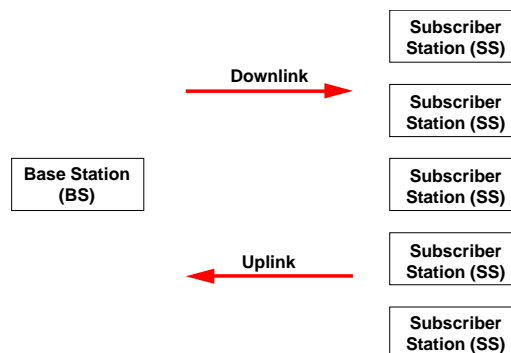 Subscriber
Station (SS)
Downlink
Subscriber
Station (SS)
Base Station
(BS)
Subscriber
Station (SS)
Uplink
Subscriber
Station (SS)
Subscriber
Station (SS)